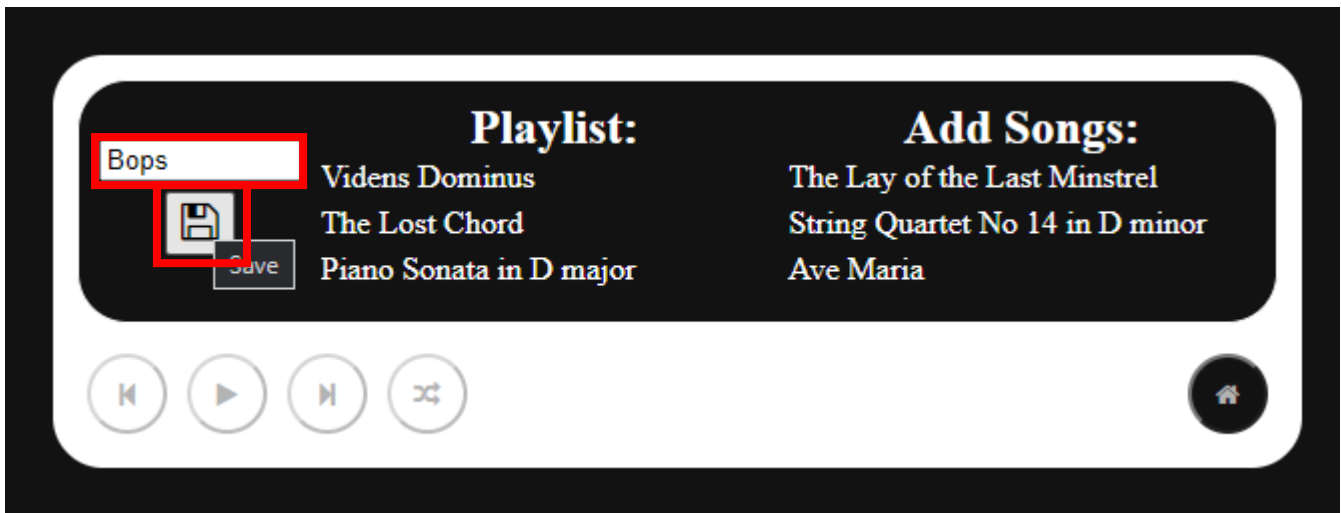 Bops
Save
Playlist:
Videns Dominus
The Lost Chord
Piano Sonata in D major
Add Songs:
The Lay of the Last Minstrel
String Quartet No 14 in D minor
Ave Maria